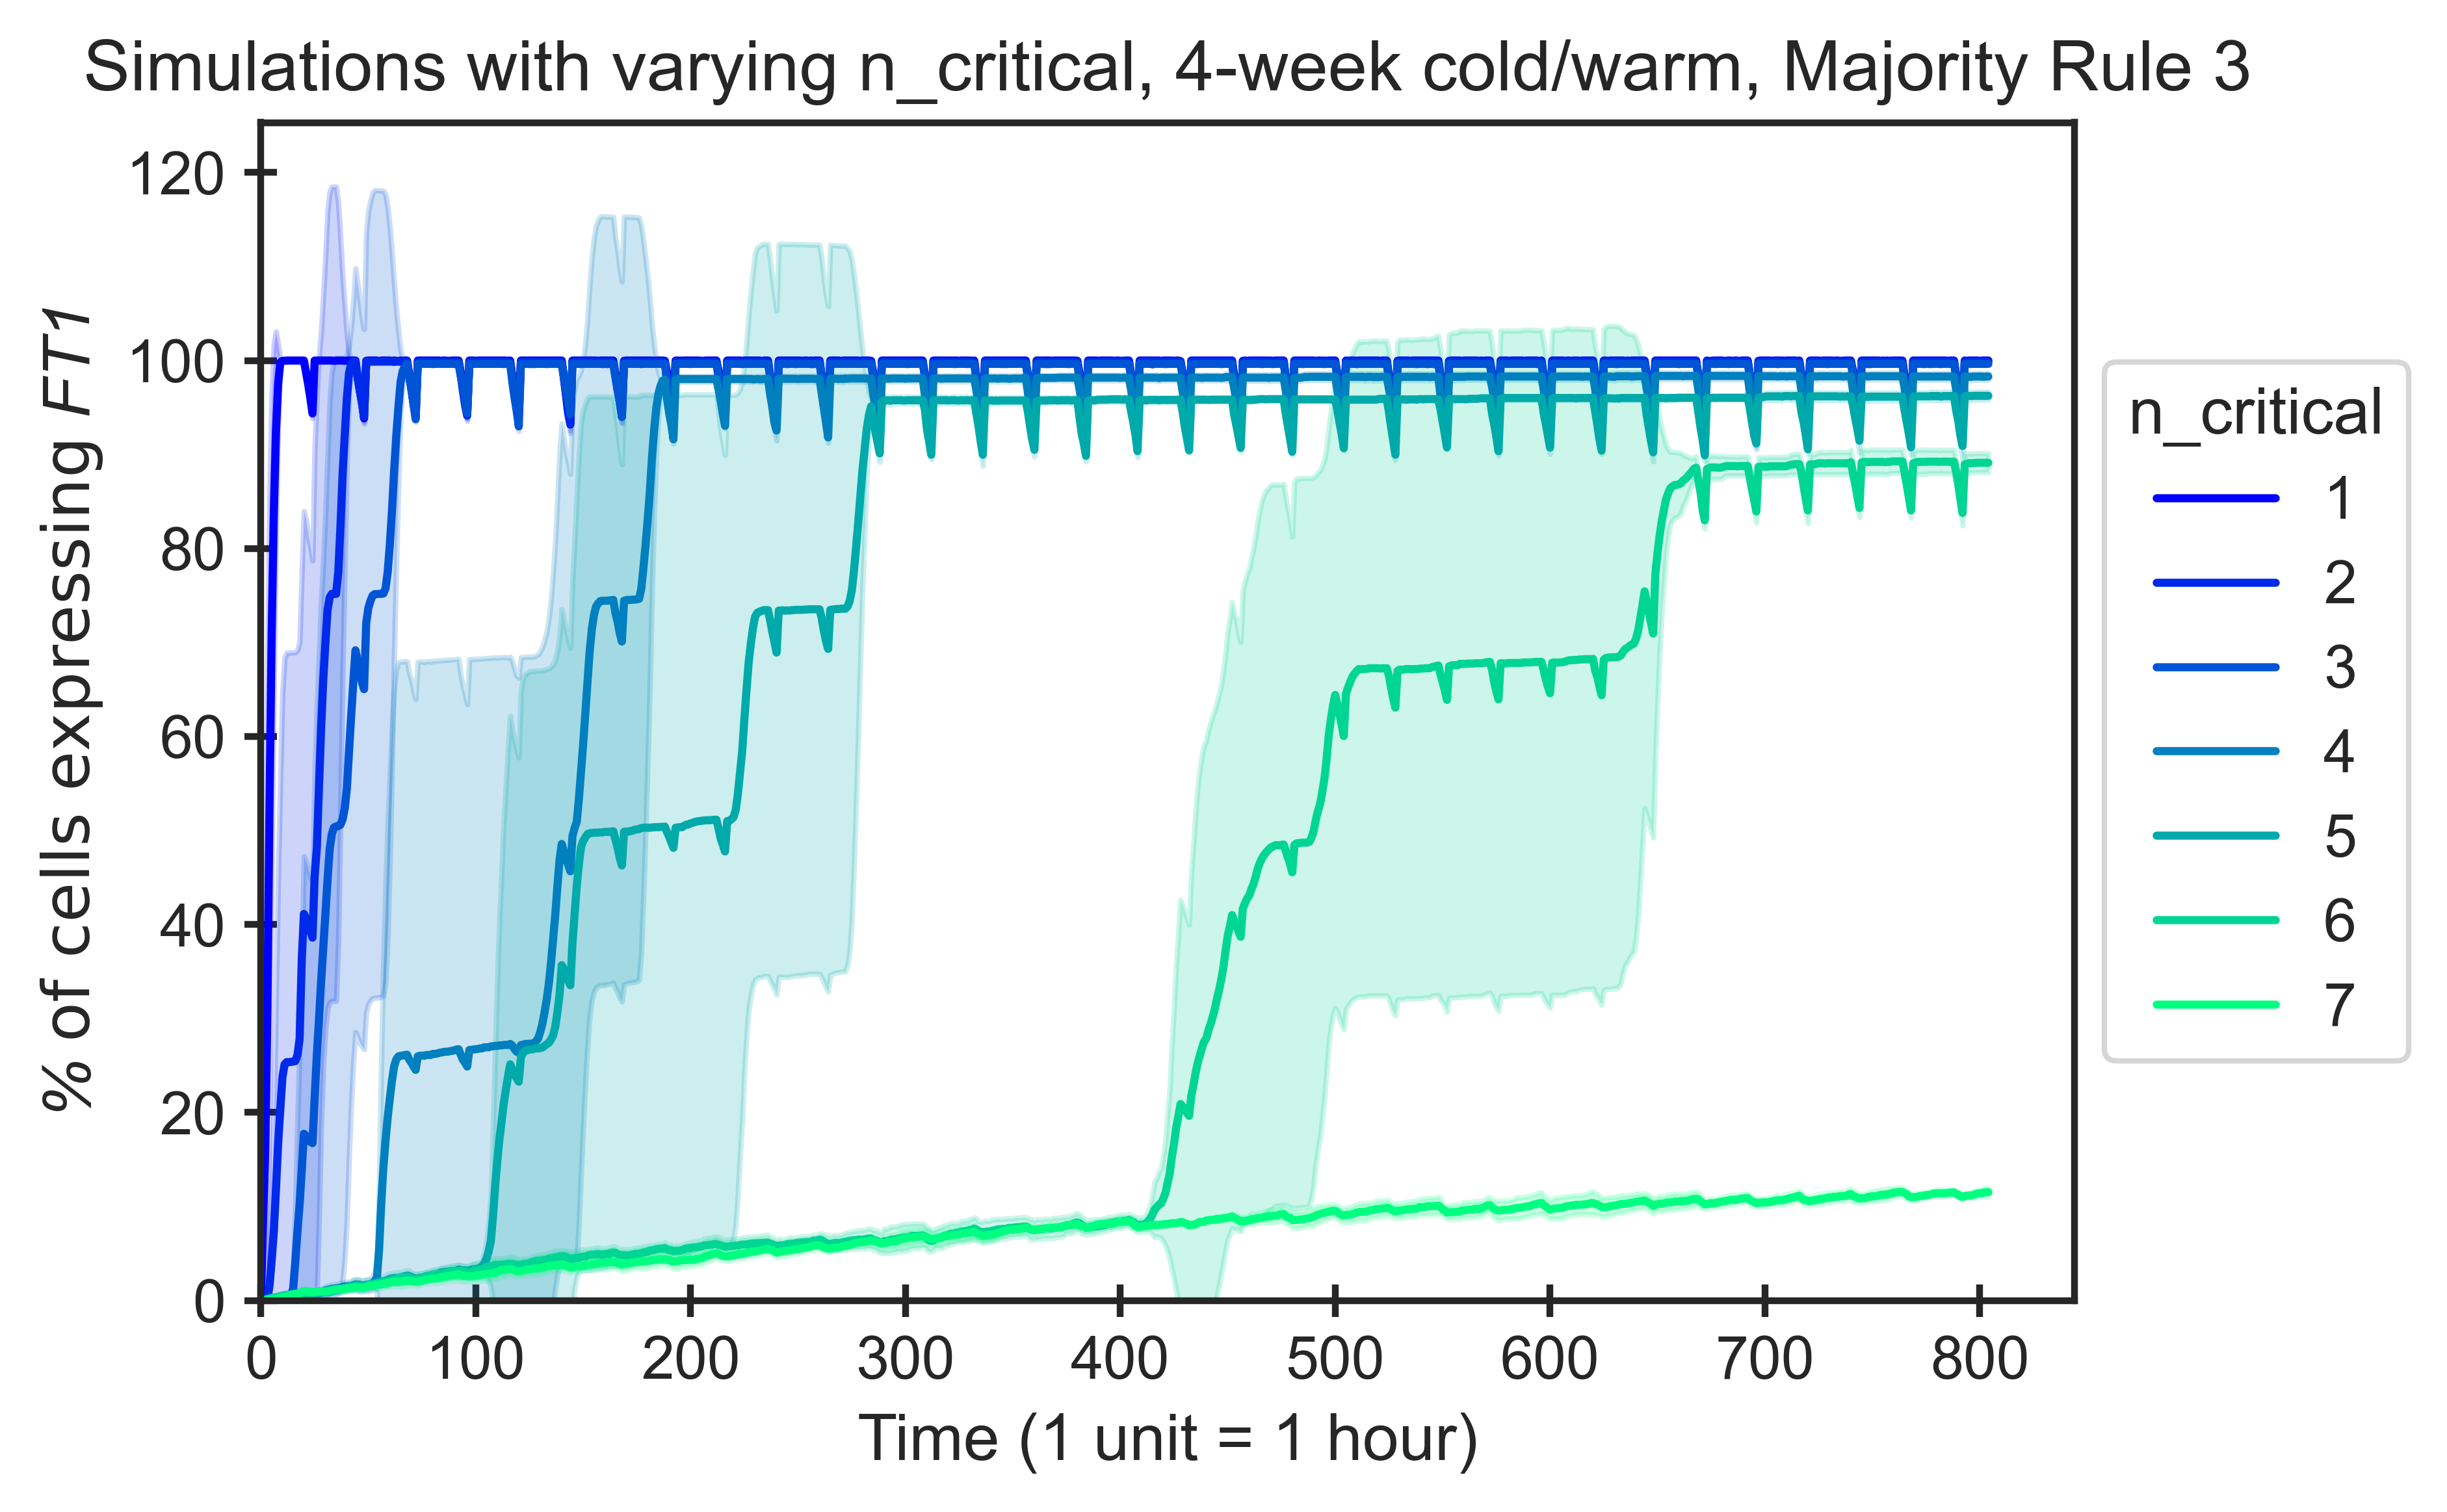 Simulations with varying n_critical, 4-week cold/warm, Majority Rule 3
% of cells expressing FT1
120
100
80
60
40
20
0
0 100 200 300 400 500 600 700 800
Time (1 unit = 1 hour)
n_critical
1
2
3
4
5
6
7